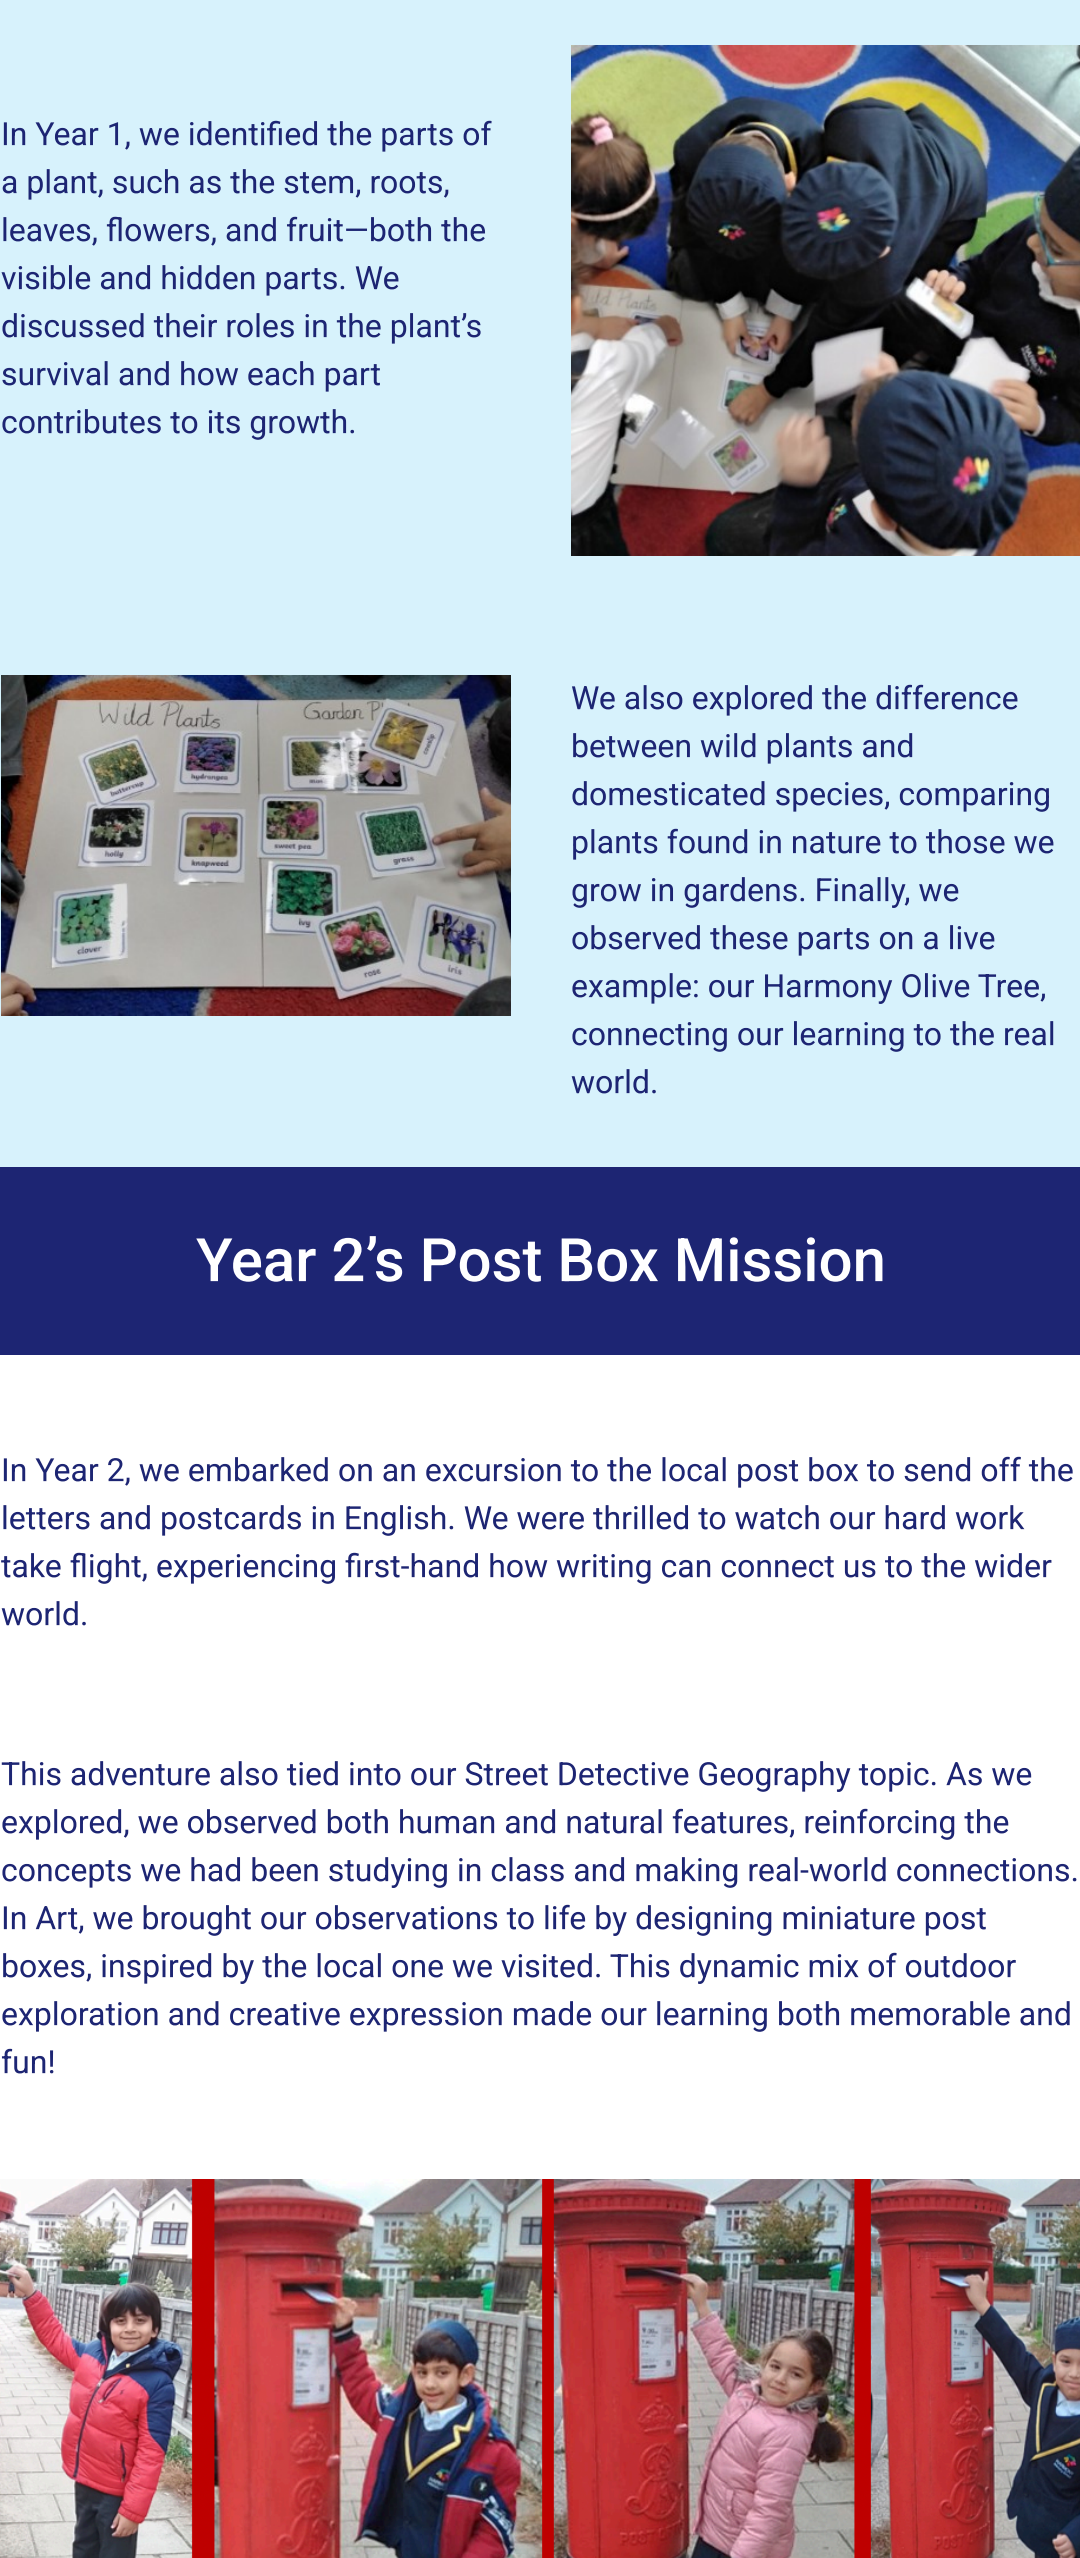 In Year 1, we identified the parts of
a plant, such as the stem, roots,
leaves, flowers, and fruit—both the
visible and hidden parts. We
discussed their roles in the plant’s
survival and how each part
contributes to its growth.
Wild Plants
Wild Plants
Garden
buttercup
hydrangea
holly
knapweed
sweet pea
grass
clover
ivy
rose
iris
We also explored the difference
between wild plants and
domesticated species, comparing
plants found in nature to those we
grow in gardens. Finally, we
observed these parts on a live
example: our Harmony Olive Tree,
connecting our learning to the real
world.
Year 2’s Post Box Mission
In Year 2, we embarked on an excursion to the local post box to send off the
letters and postcards in English. We were thrilled to watch our hard work
take flight, experiencing first-hand how writing can connect us to the wider
world.
This adventure also tied into our Street Detective Geography topic. As we
explored, we observed both human and natural features, reinforcing the
concepts we had been studying in class and making real-world connections.
In Art, we brought our observations to life by designing miniature post
boxes, inspired by the local one we visited. This dynamic mix of outdoor
exploration and creative expression made our learning both memorable and
fun!